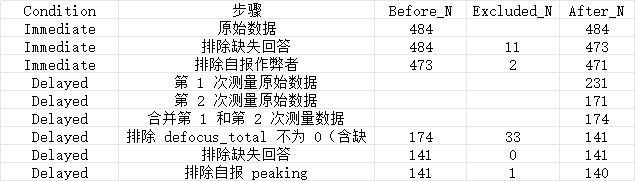 Condition 步骤 Before_N Excluded_N After_N
Immediate 原始数据 484 484
Immediate 排除缺失回答 484 11 473
Immediate 排除自报作弊者 473 2 471
Delayed 第 1 次测量原始数据 231
Delayed 第 2 次测量原始数据 171
Delayed 合并第 1 和第 2 次测量数据 174
Delayed 排除 defocus_total 不为 0（含缺 174 33 141
Delayed 排除缺失回答 141 0 141
Delayed 排除自报 peaking 141 1 140